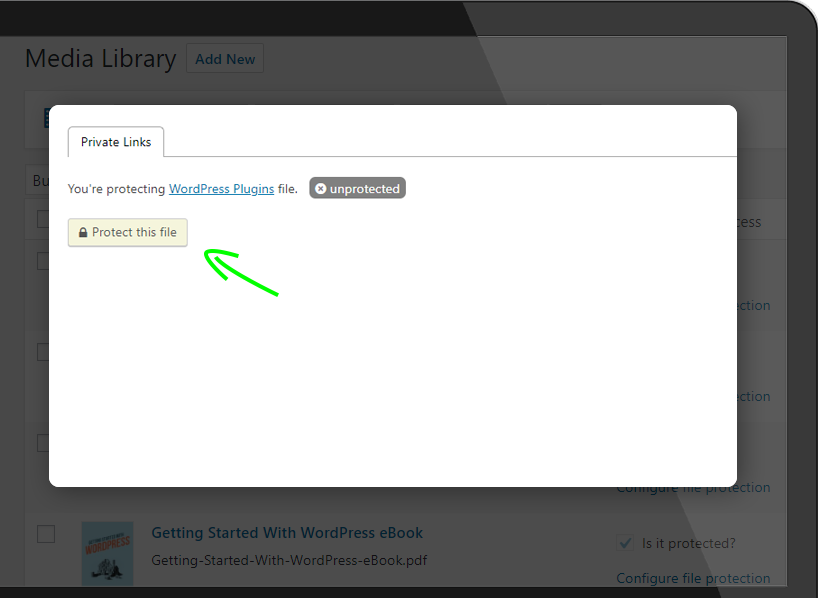 Media Library Add New
Private Links
Bu
You're protecting WordPress Plugins file. unprotected
Protect this file
cess
ction
ction
Configure file protection
Getting Started With WordPress eBook
WORDPRESS
Is it protected?
Getting-Started-With-WordPress-eBook.pdf
Configure file protection